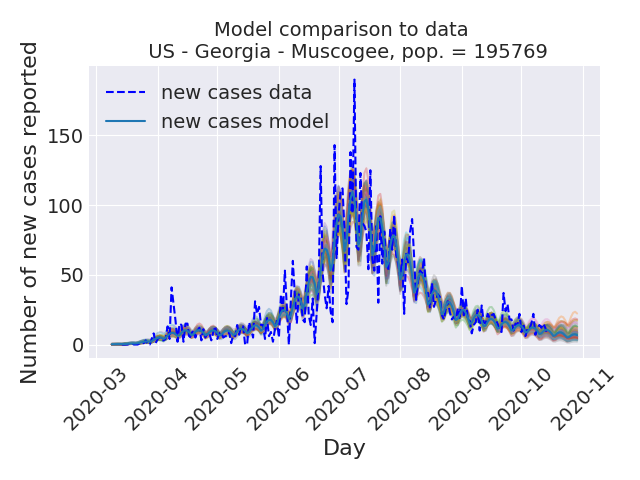 Model comparison to data
US - Georgia - Muscogee, pop. = 195769
Number of new cases reported
new cases data
new cases model
150
100
50
0
2020-03
2020-04
2020-05
2020-06
2020-07
2020-08
2020-09
2020-10
2020-11
Day